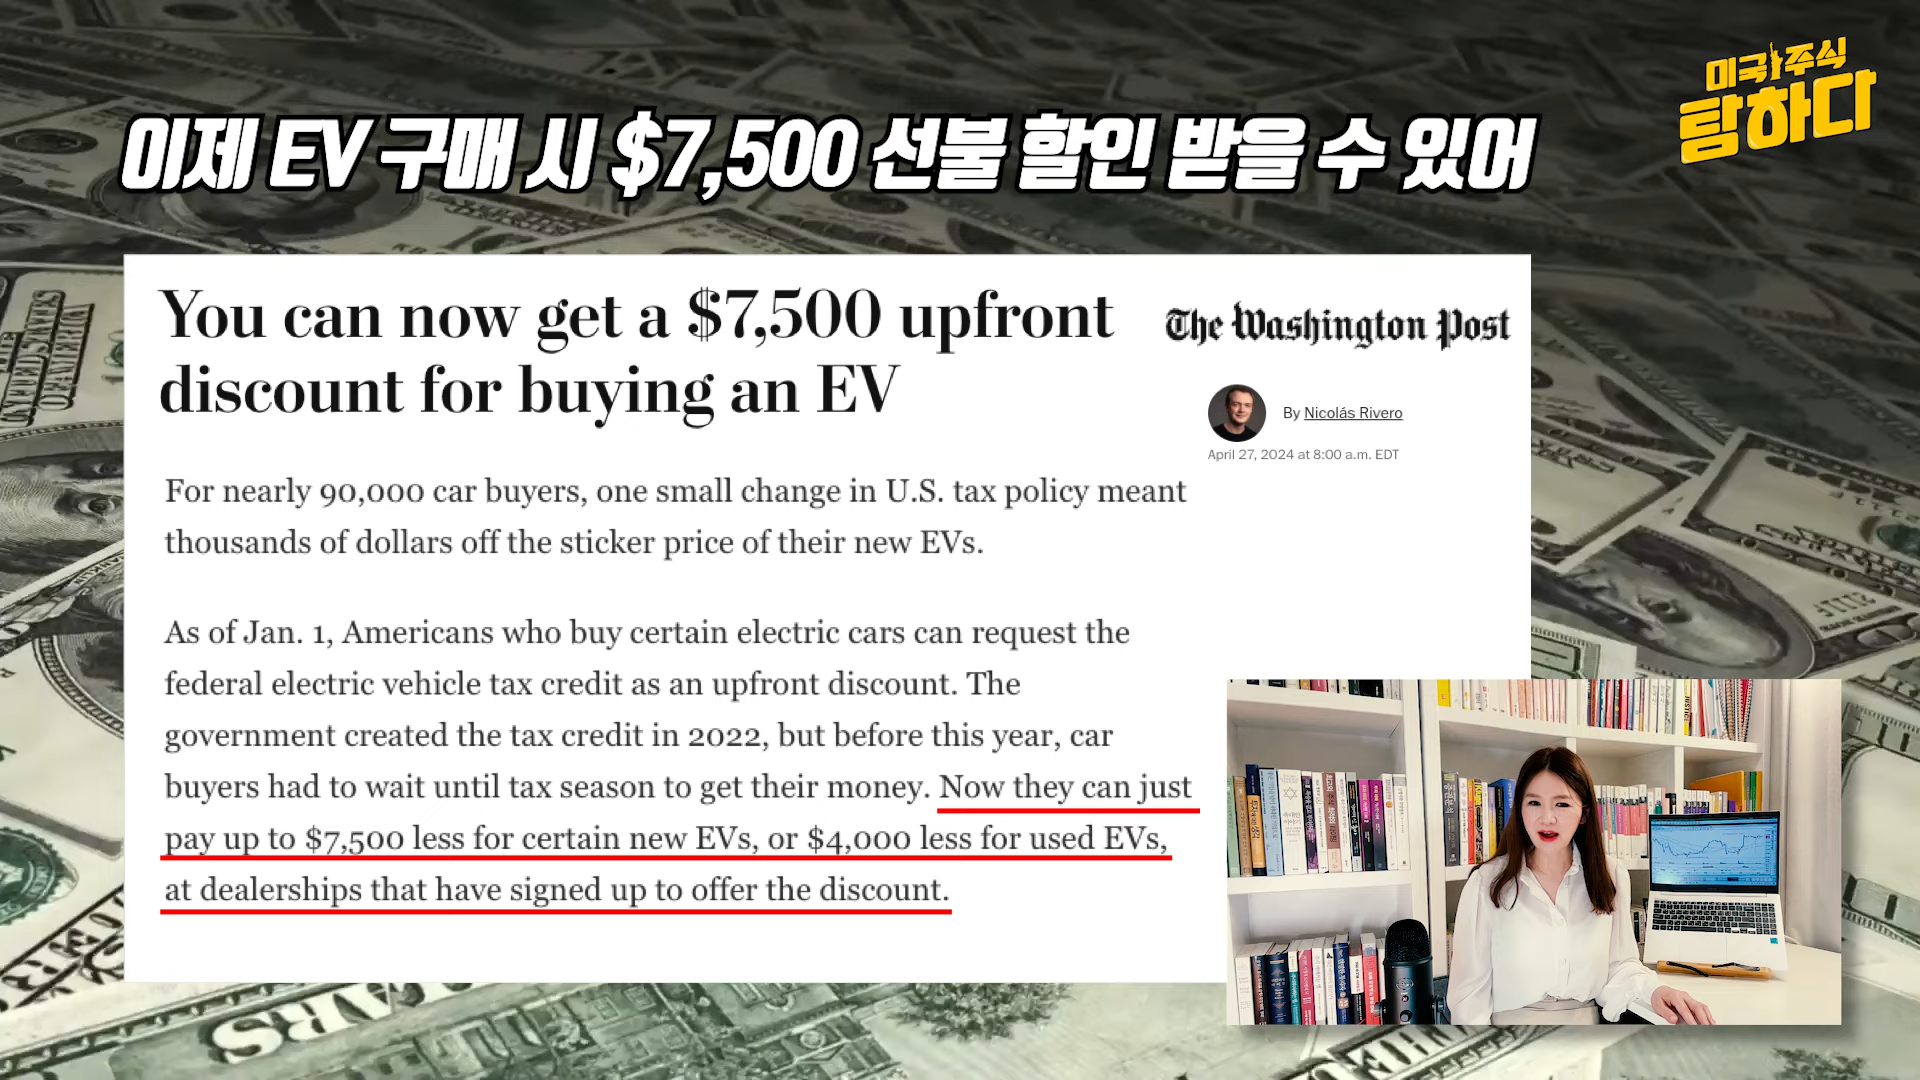 미국주식
탐하다
이제 EV 구매 시 $7,500 선불 할인 받을 수 있어
You can now get a $7,500 upfront
discount for buying an EV
The Washington Post
By Nicolás Rivero
April 27, 2024 at 8:00 a.m. EDT
For nearly 90,000 car buyers, one small change in U.S. tax policy meant
thousands of dollars off the sticker price of their new EVs.
As of Jan. 1, Americans who buy certain electric cars can request the
federal electric vehicle tax credit as an upfront discount. The
government created the tax credit in 2022, but before this year, car
buyers had to wait until tax season to get their money. Now they can just
pay up to $7,500 less for certain new EVs, or $4,000 less for used EVs,
at dealerships that have signed up to offer the discount.